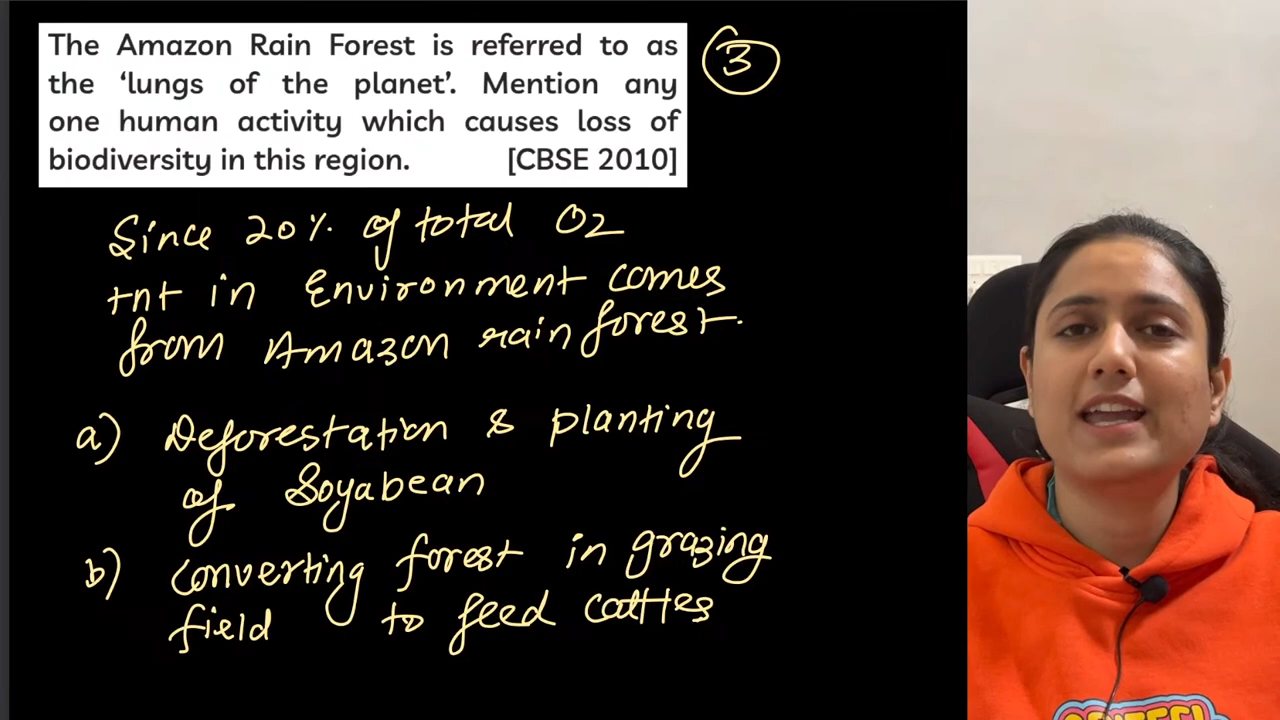 The Amazon Rain Forest is referred to as
the ‘lungs of the planet’. Mention any
one human activity which causes loss of
biodiversity in this region. [CBSE 2010]
3
Since 20% of total O2
tnt in Environment comes
from Amazon rain forest.
a) Deforestation & planting
of Soyabean
b) Converting forest in grazing
field to feed cattles